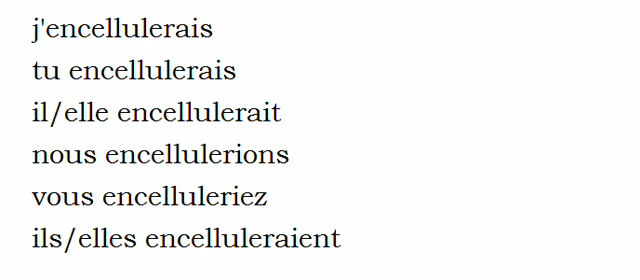 j'encellulerais
tu encellulerais
il/elle encellulerait
nous encellulerions
vous encelluleriez
ils/elles encelluleraient